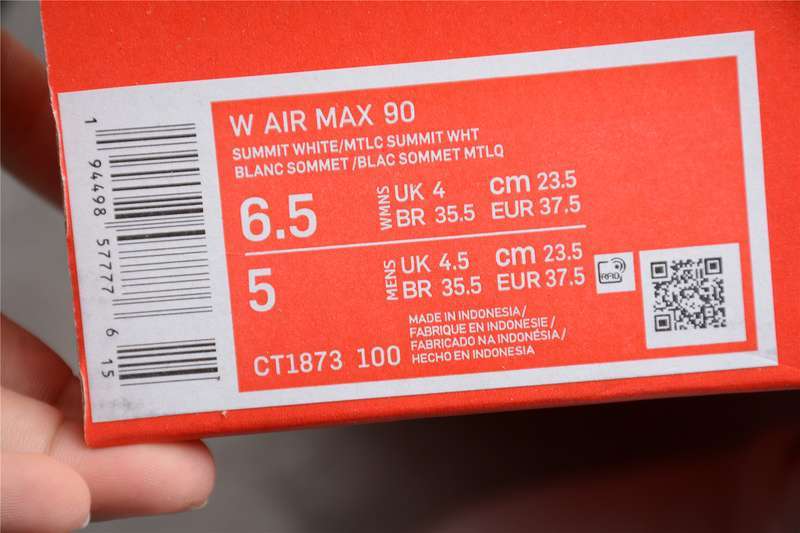 W AIR MAX 90
SUMMIT WHITE/MTLC SUMMIT WHT
BLANC SOMMET /BLAC SOMMET MTLQ
6.5 WMNS UK 4 cm 23.5
BR 35.5 EUR 37.5
5 MENS UK 4.5 cm 23.5
BR 35.5 EUR 37.5
RFID
CT1873 100
MADE IN INDONESIA/
FABRIQUE EN INDONESIE/
FABRICADO NA INDONÉSIA/
HECHO EN INDONESIA
1 94498 57777 6 15